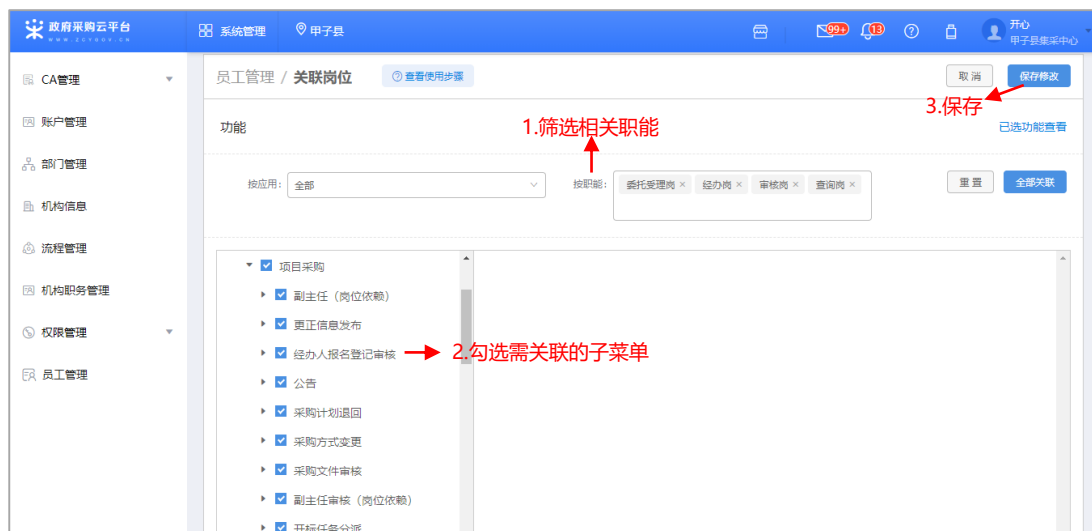 政府采购云平台
WWW.ZCYGOV.CN
系统管理
甲子县
99+
13
开心
甲子县集采中心
CA管理
账户管理
部门管理
机构信息
流程管理
机构职务管理
权限管理
员工管理
员工管理 / 关联岗位
查看使用步骤
取 消
保存修改
3.保存
功能
1.筛选相关职能
已选功能查看
按应用:
全部
按职能:
委托受理岗 ×
经办岗 ×
审核岗 ×
查询岗 ×
重 置
全部关联
项目采购
副主任（岗位依赖）
更正信息发布
经办人报名登记审核
2.勾选需关联的子菜单
公告
采购计划退回
采购方式变更
采购文件审核
副主任审核（岗位依赖）
开标任务分派